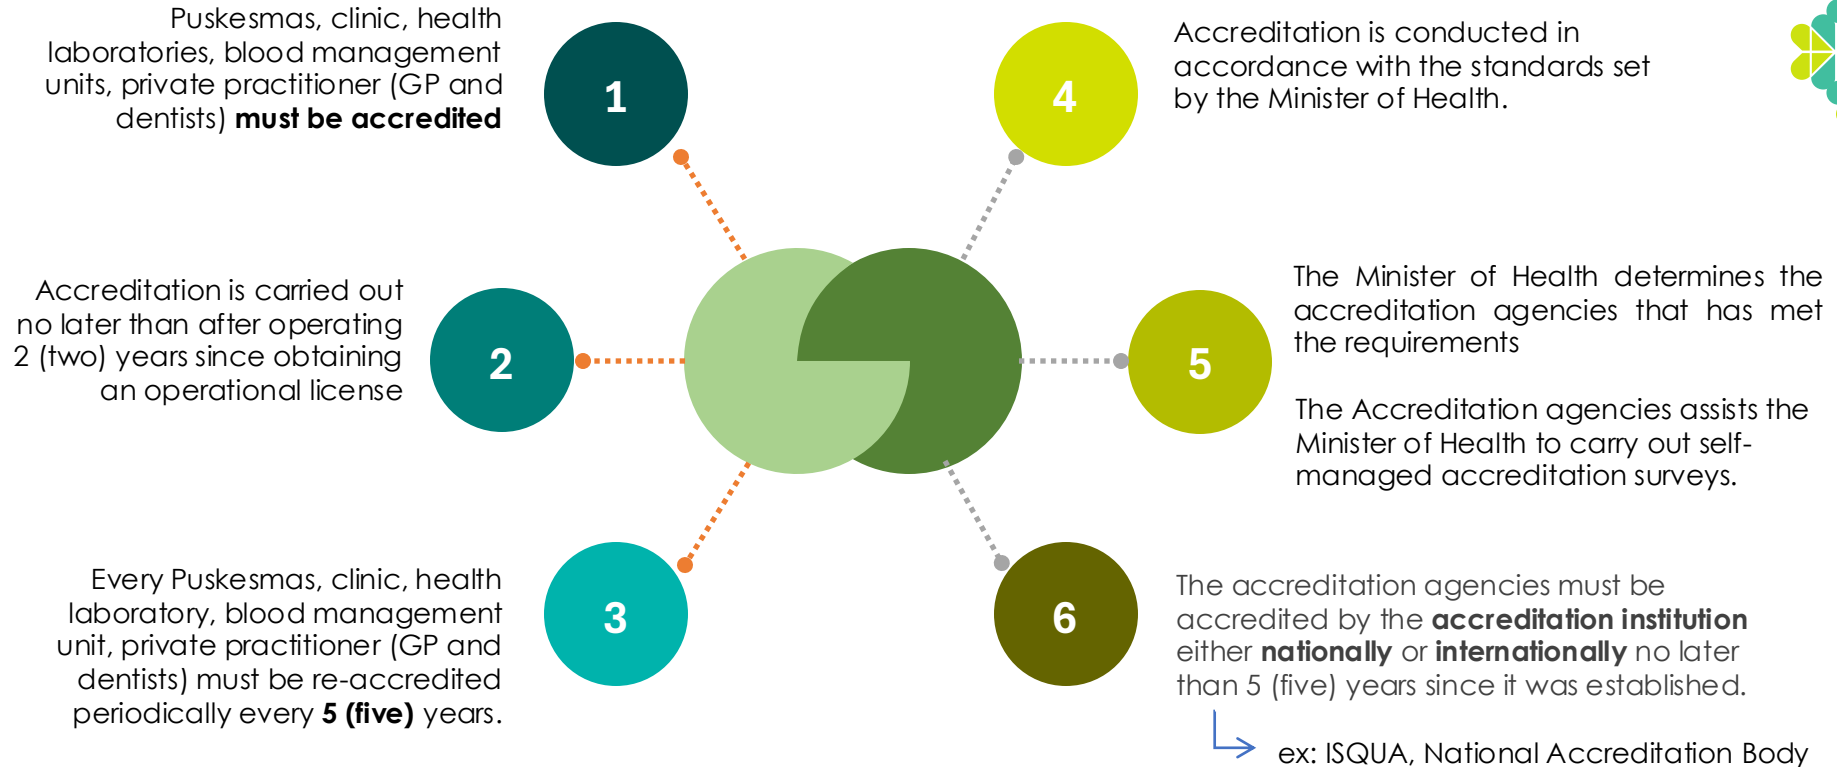 Puskesmas, clinic, health
laboratories, blood management
units, private practitioner (GP and
dentists) must be accredited
1
Accreditation is carried out
no later than after operating
2 (two) years since obtaining
an operational license
2
Every Puskesmas, clinic, health
laboratory, blood management
unit, private practitioner (GP and
dentists) must be re-accredited
periodically every 5 (five) years.
3
4
Accreditation is conducted in
accordance with the standards set
by the Minister of Health.
5
The Minister of Health determines the
accreditation agencies that has met
the requirements
The Accreditation agencies assists the
Minister of Health to carry out self-
managed accreditation surveys.
6
The accreditation agencies must be
accredited by the accreditation institution
either nationally or internationally no later
than 5 (five) years since it was established.
ex: ISQUA, National Accreditation Body